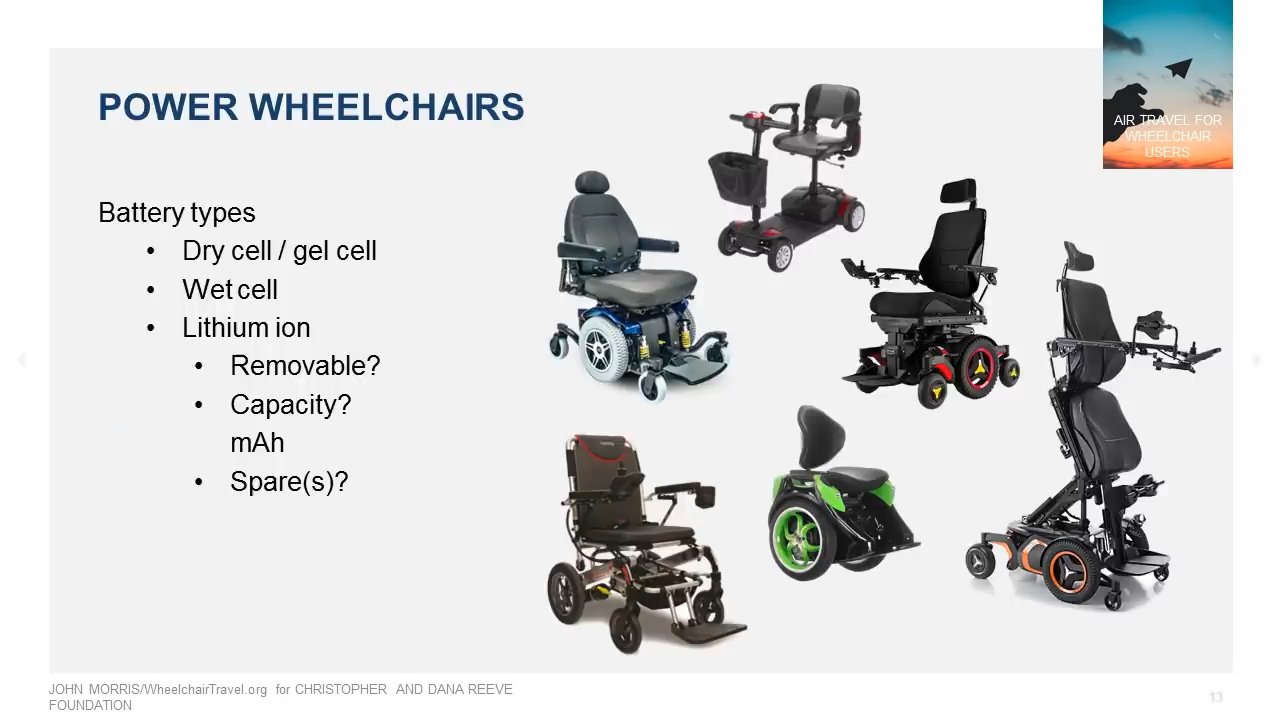 POWER WHEELCHAIRS
AIR TRAVEL FOR
WHEELCHAIR
USERS
Battery types
• Dry cell / gel cell
• Wet cell
• Lithium ion
• Removable?
• Capacity?
mAh
• Spare(s)?
JOHN MORRIS/WheelchairTravel.org for CHRISTOPHER AND DANA REEVE
FOUNDATION
13